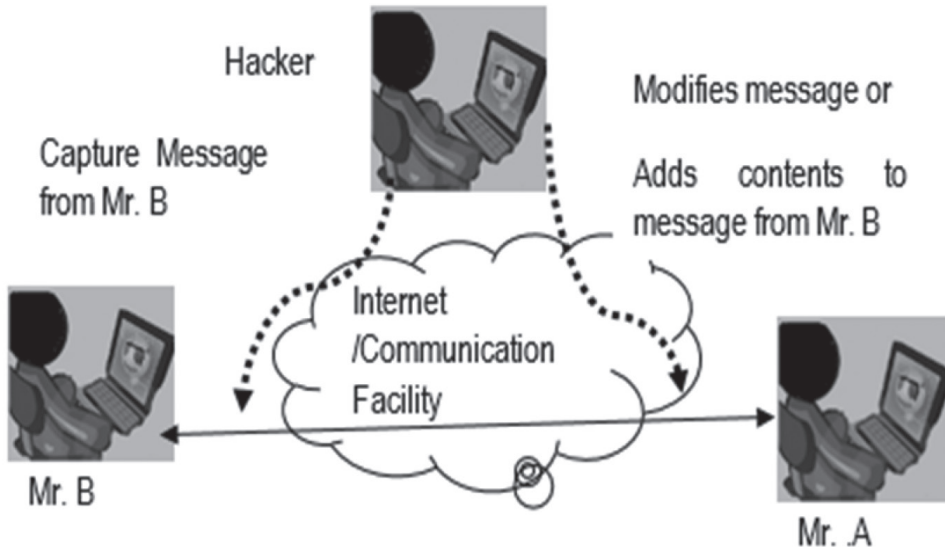 Hacker
Capture Message
from Mr. B
Modifies message or
Adds contents to
message from Mr. B
Internet
/Communication
Facility
Mr. B
Mr. .A